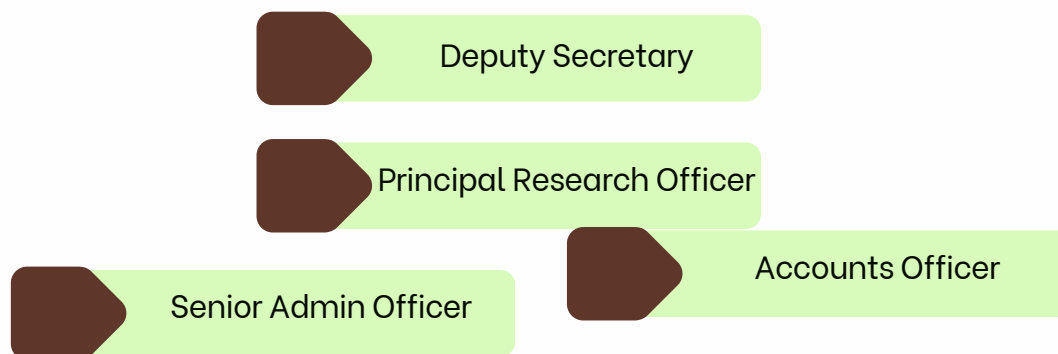 Deputy Secretary
Principal Research Officer
Accounts Officer
Senior Admin Officer